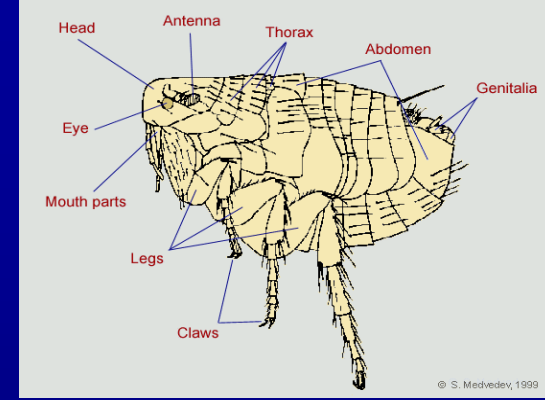 Head
Antenna
Thorax
Abdomen
Genitalia
Eye
Mouth parts
Legs
Claws
© S. Medvedev, 1999